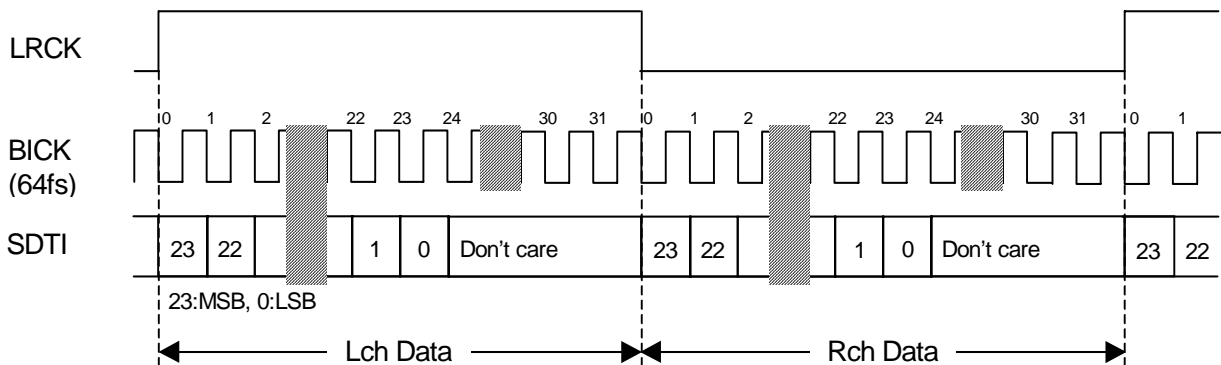 LRCK
0 1 2 22 23 24 30 31 0 1 2 22 23 24 30 31 0 1
BICK
(64fs)
SDTI 23 22 1 0 Don't care 23 22 1 0 Don't care 23 22
23:MSB, 0:LSB
Lch Data Rch Data